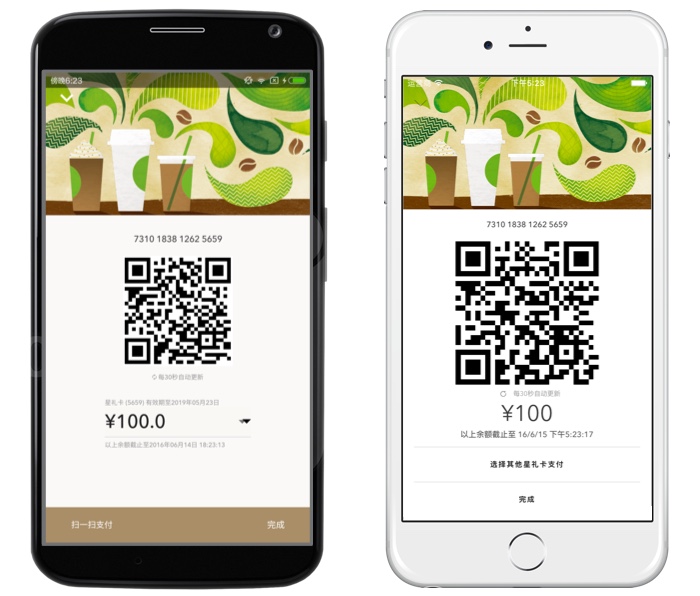 傍晚6:23
7310 1838 1262 5659
每30秒自动更新
星礼卡 (5659) 有效期至2019年05月23日
¥100.0
以上余额截止至2016年06月14日 18:23:13
扫一扫支付
完成
下午5:23
7310 1838 1262 5659
每30秒自动更新
¥100
以上余额截止至 16/6/15 下午5:23:17
选择其他星礼卡支付
完成